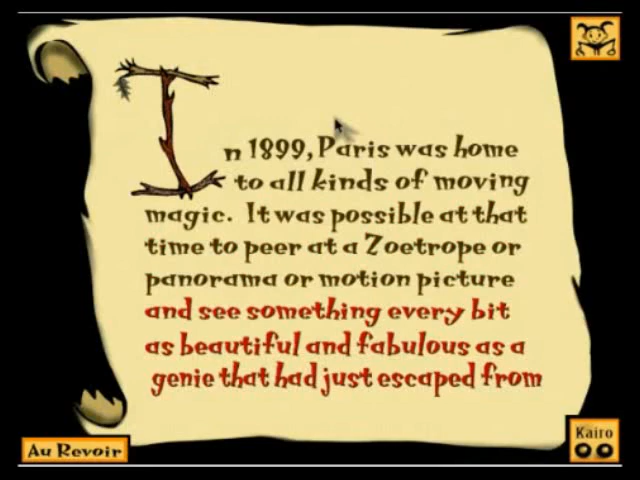 In 1899, Paris was home
to all kinds of moving
magic. It was possible at that
time to peer at a Zoetrope or
panorama or motion picture
and see something every bit
as beautiful and fabulous as a
genie that had just escaped from
Au Revoir
Kairo